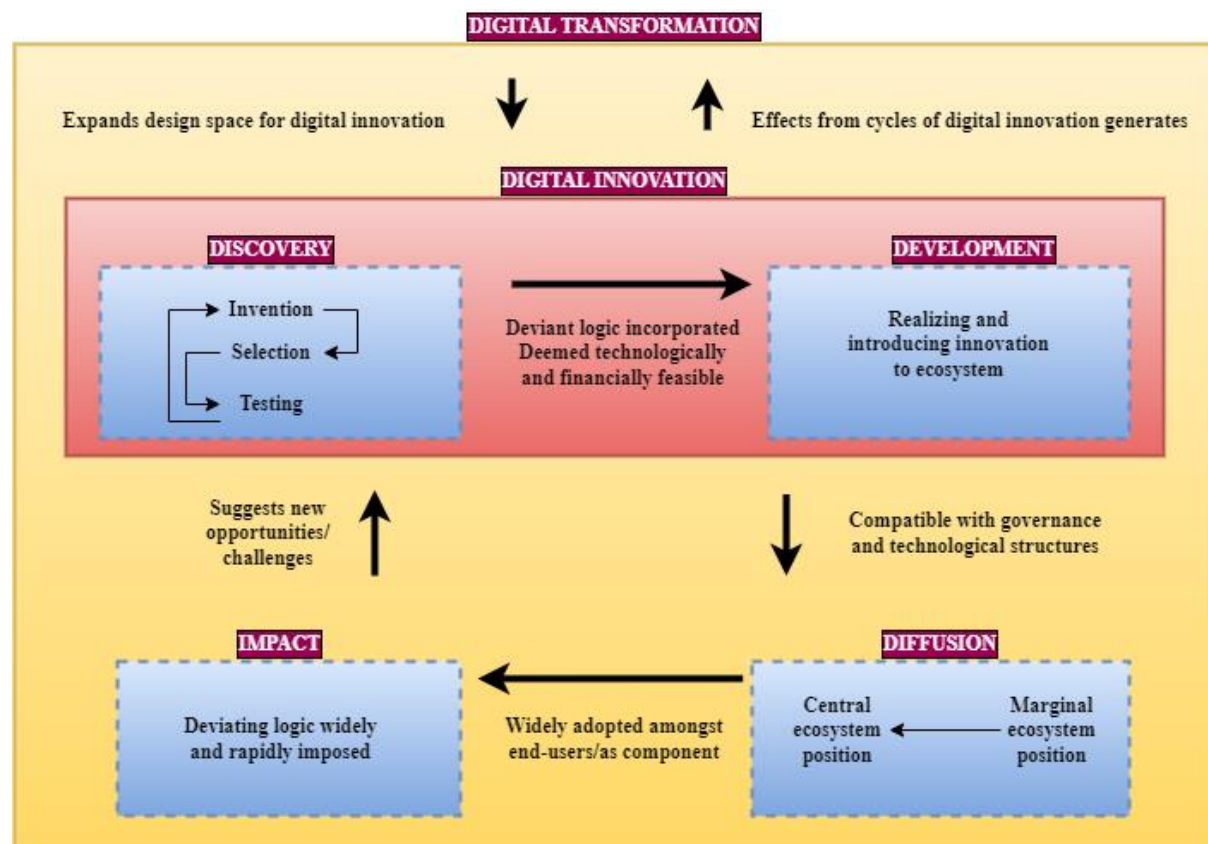 DIGITAL TRANSFORMATION
Expands design space for digital innovation
Effects from cycles of digital innovation generates
DIGITAL INNOVATION
DISCOVERY
Invention
Selection
Testing
Deviant logic incorporated
Deemed technologically
and financially feasible
DEVELOPMENT
Realizing and
introducing innovation
to ecosystem
Suggests new
opportunities/
challenges
Compatible with governance
and technological structures
IMPACT
Deviating logic widely
and rapidly imposed
Widely adopted amongst
end-users/as component
DIFFUSION
Central
ecosystem
position
Marginal
ecosystem
position